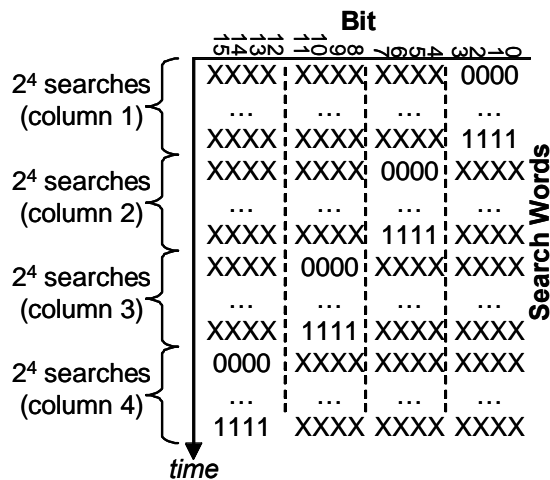 Bit
15 14 13 12 11 10 9 8 7 6 5 4 3 2 1 0
2⁴ searches (column 1)
XXXX XXXX XXXX 0000
... ... ... ...
XXXX XXXX XXXX 1111
2⁴ searches (column 2)
XXXX XXXX 0000 XXXX
... ... ... ...
XXXX XXXX 1111 XXXX
2⁴ searches (column 3)
XXXX 0000 XXXX XXXX
... ... ... ...
XXXX 1111 XXXX XXXX
2⁴ searches (column 4)
0000 XXXX XXXX XXXX
... ... ... ...
1111 XXXX XXXX XXXX
Search Words
time